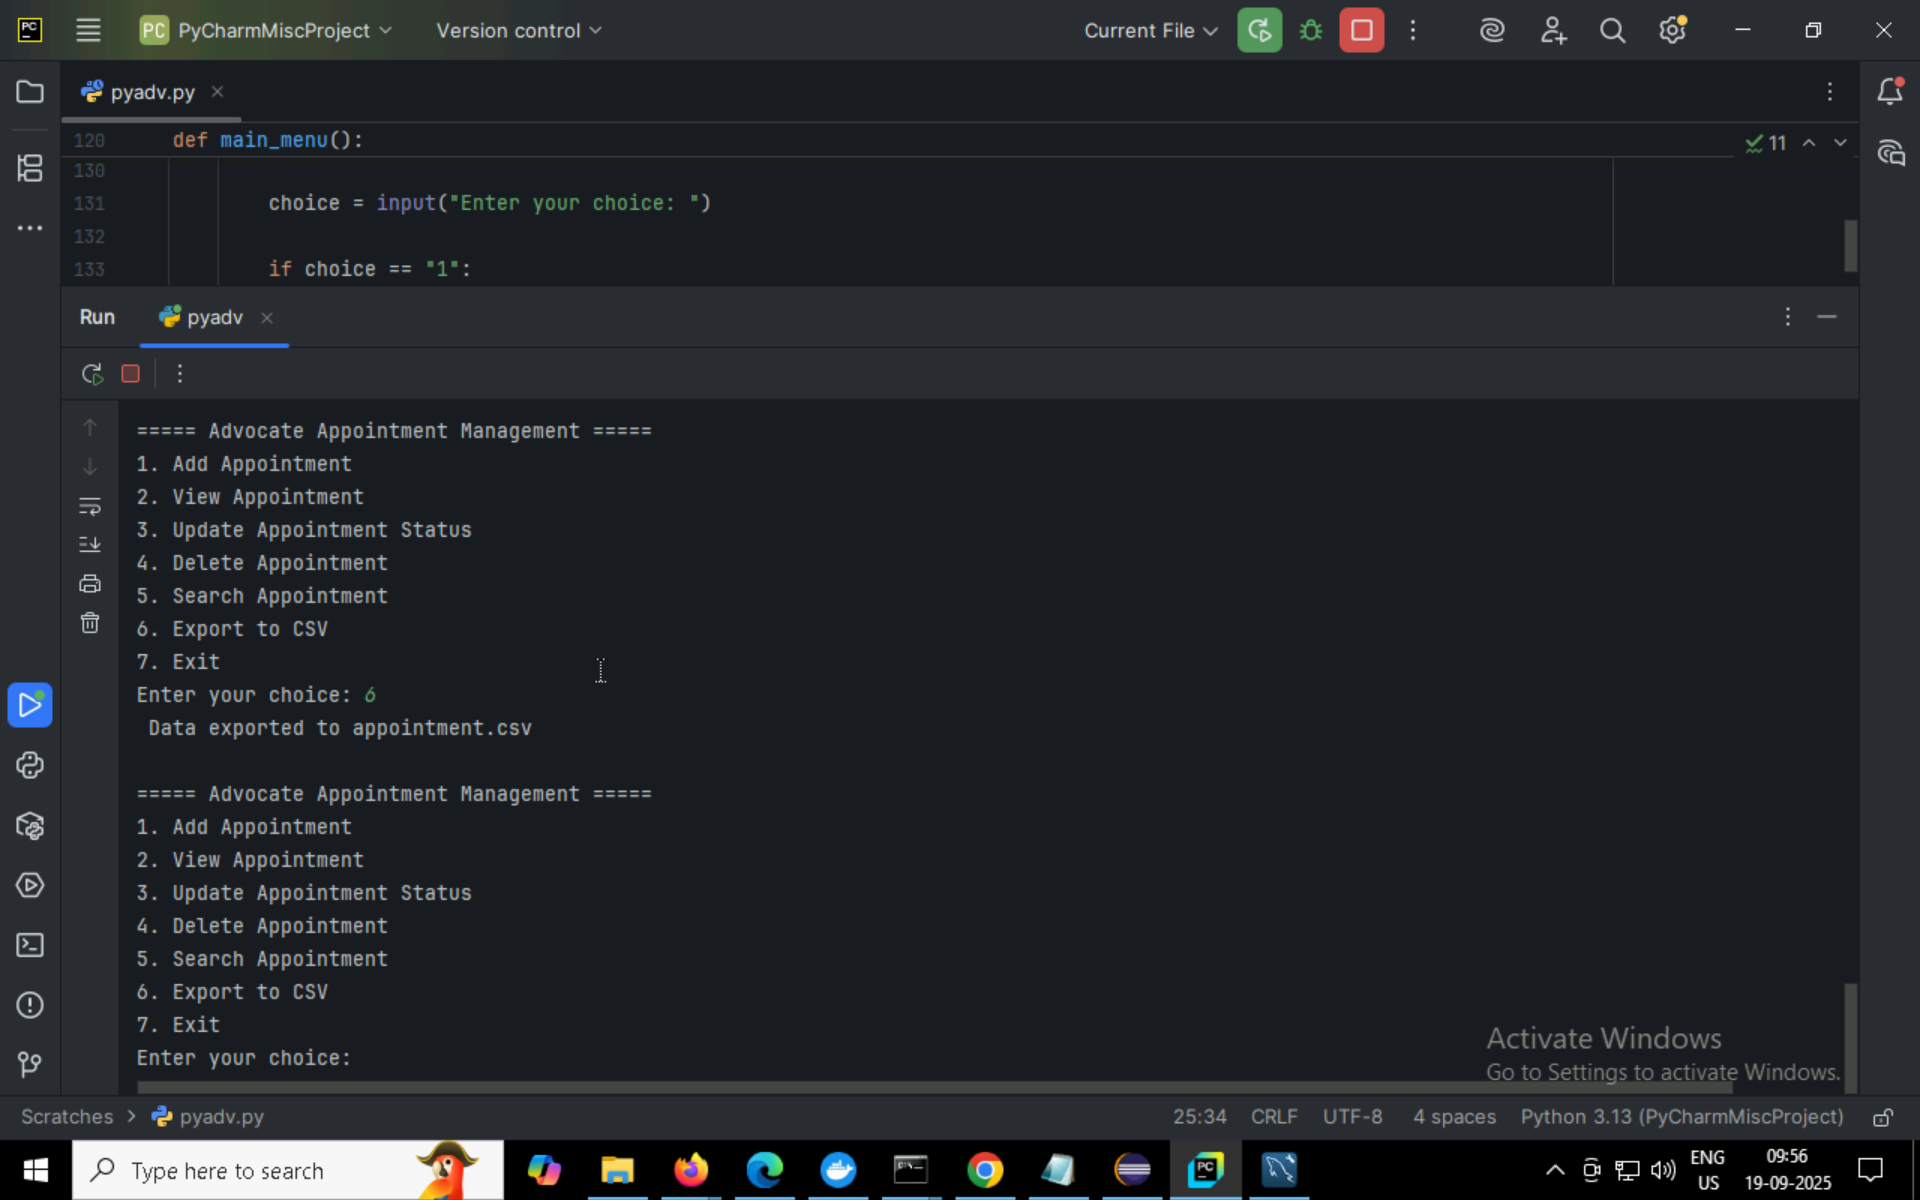 PC
PC PyCharmMiscProject
Version control
Current File
pyadv.py
120 def main_menu():
11
130
131 choice = input("Enter your choice: ")
132
133 if choice == "1":
Run
pyadv
===== Advocate Appointment Management =====
1. Add Appointment
2. View Appointment
3. Update Appointment Status
4. Delete Appointment
5. Search Appointment
6. Export to CSV
7. Exit
Enter your choice: 6
Data exported to appointment.csv
===== Advocate Appointment Management =====
1. Add Appointment
2. View Appointment
3. Update Appointment Status
4. Delete Appointment
5. Search Appointment
6. Export to CSV
7. Exit
Enter your choice:
Activate Windows
Go to Settings to activate Windows.
Scratches > pyadv.py
25:34 CRLF UTF-8 4 spaces Python 3.13 (PyCharmMiscProject)
Type here to search
PC
ENG
US
09:56
19-09-2025